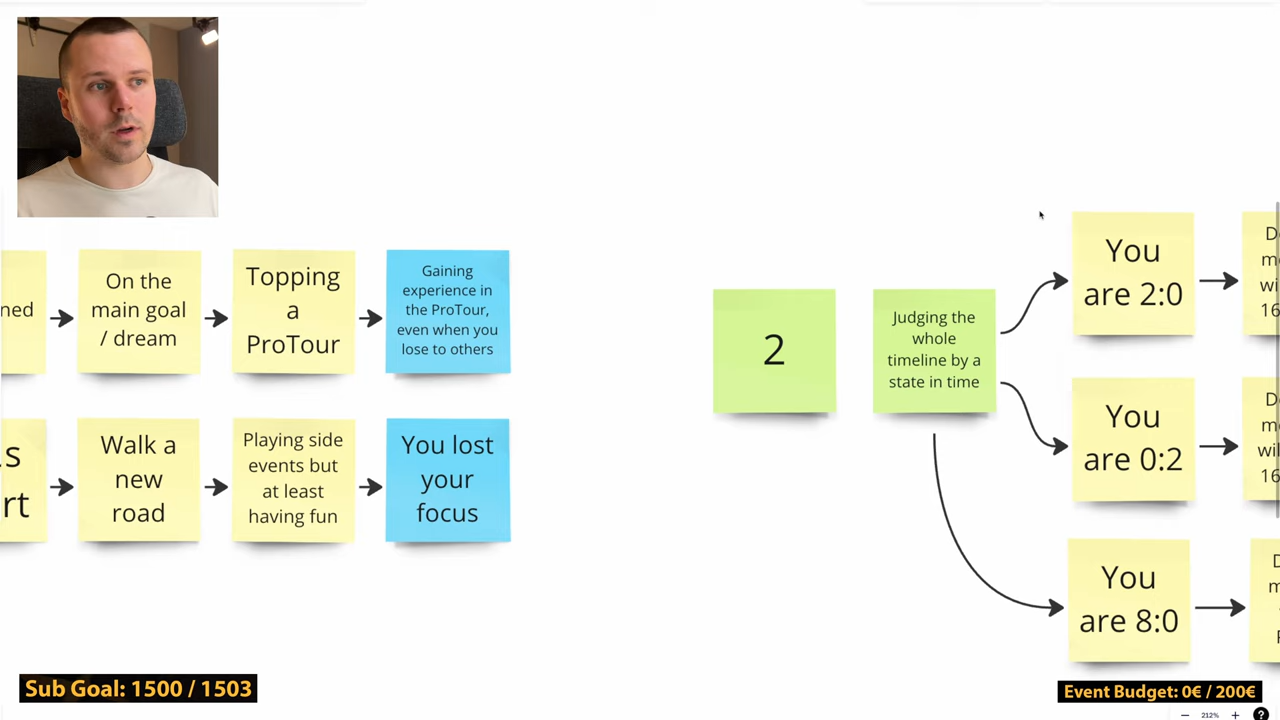 ned
On the
main goal
/ dream
Topping
a
ProTour
Gaining
experience in
the ProTour,
even when you
lose to others
rt
Walk a
new
road
Playing side
events but
at least
having fun
You lost
your
focus
2
Judging the
whole
timeline by a
state in time
You
are 2:0
16
You
are 0:2
16
You
are 8:0
Sub Goal: 1500 / 1503
Event Budget: 0€ / 200€
212%